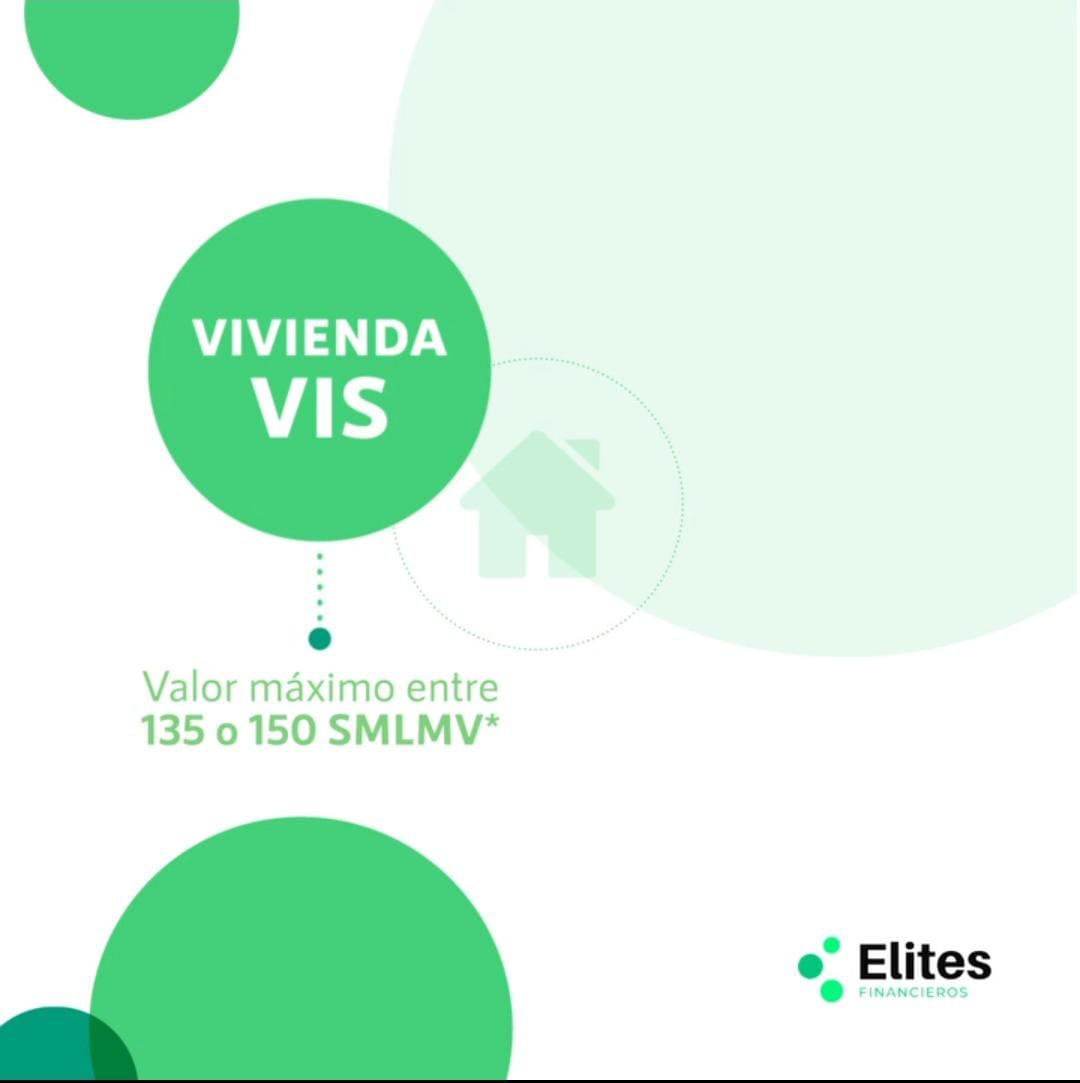 VIVIENDA
VIS
Valor máximo entre
135 o 150 SMLMV*
Elites
FINANCIEROS